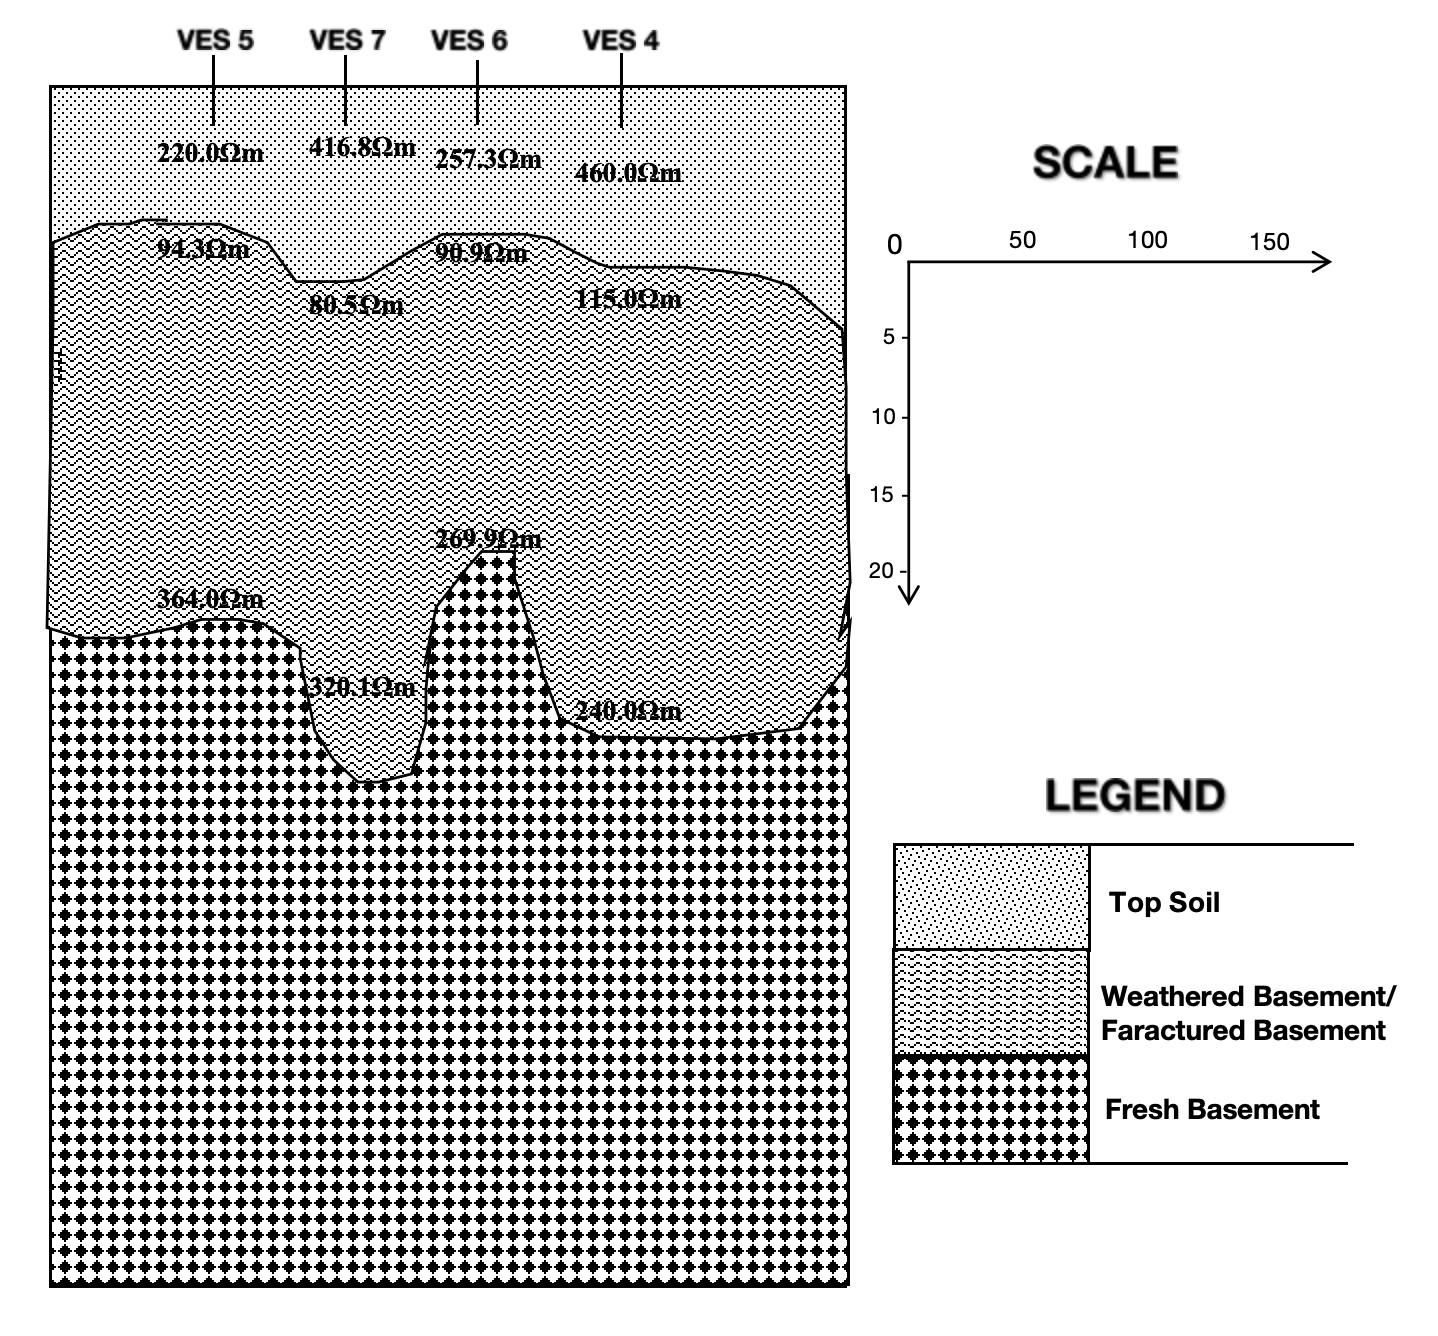 VES 5 VES 7 VES 6 VES 4
220.0Ωm 416.8Ωm 257.3Ωm 460.0Ωm
94.3Ωm 80.5Ωm 90.9Ωm 115.0Ωm
364.0Ωm 320.1Ωm 269.9Ωm 240.0Ωm
SCALE
0 50 100 150
5
10
15
20
LEGEND
Top Soil
Weathered Basement/
Faractured Basement
Fresh Basement